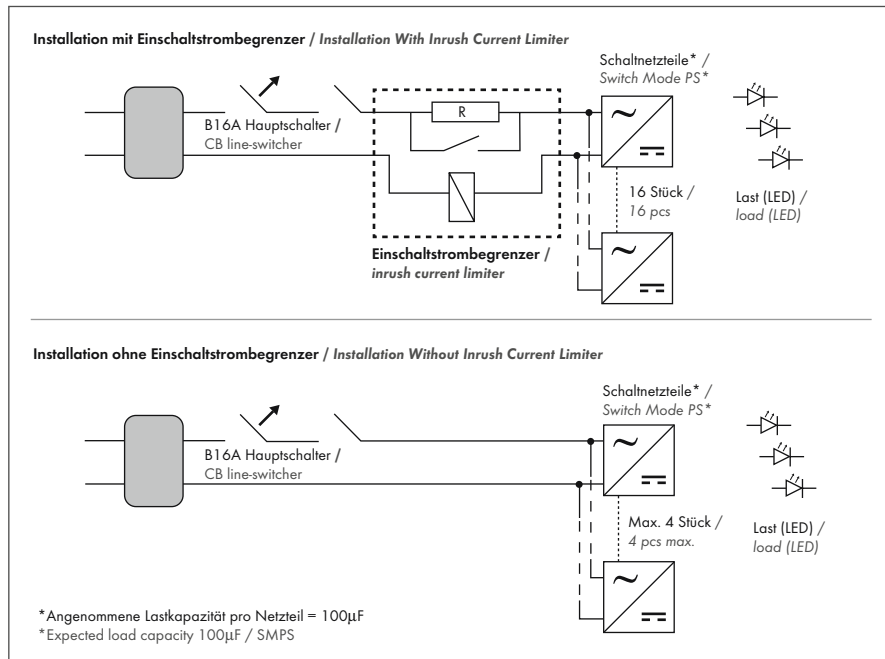 Installation mit Einschaltstrombegrenzer / Installation With Inrush Current Limiter
Schaltnetzteile* /
Switch Mode PS*
B16A Hauptschalter /
CB line-switcher
R
16 Stück /
16 pcs
Last (LED) /
load (LED)
Einschaltstrombegrenzer /
inrush current limiter
Installation ohne Einschaltstrombegrenzer / Installation Without Inrush Current Limiter
Schaltnetzteile* /
Switch Mode PS*
B16A Hauptschalter /
CB line-switcher
Max. 4 Stück /
4 pcs max.
Last (LED) /
load (LED)
*Angenommene Lastkapazität pro Netzteil = 100µF
*Expected load capacity 100µF / SMPS